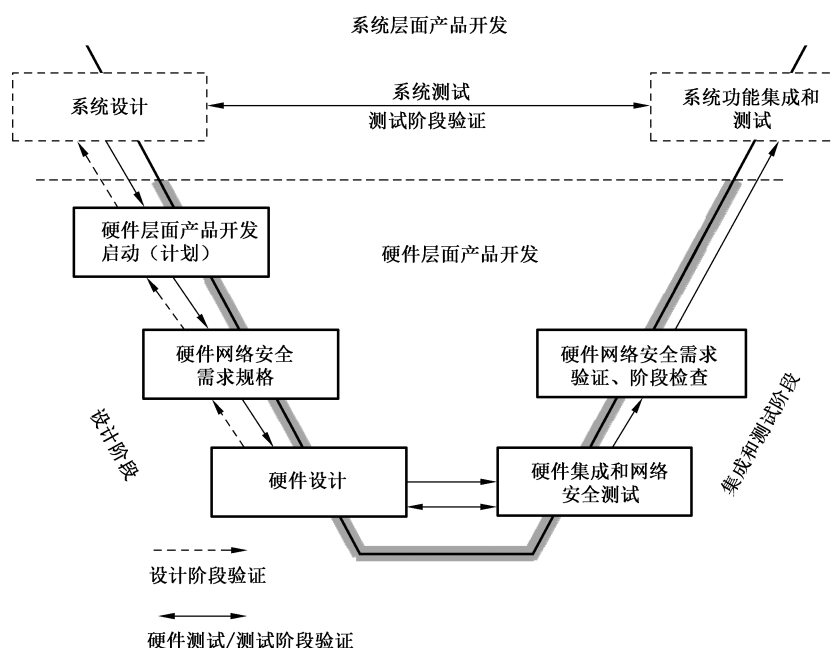 系统层面产品开发
系统设计
系统测试
测试阶段验证
系统功能集成和
测试
硬件层面产品开发
启动（计划）
硬件层面产品开发
硬件网络安全
需求规格
硬件网络安全需求
验证、阶段检查
设计阶段
集成和测试阶段
硬件设计
硬件集成和网络
安全测试
设计阶段验证
硬件测试/测试阶段验证